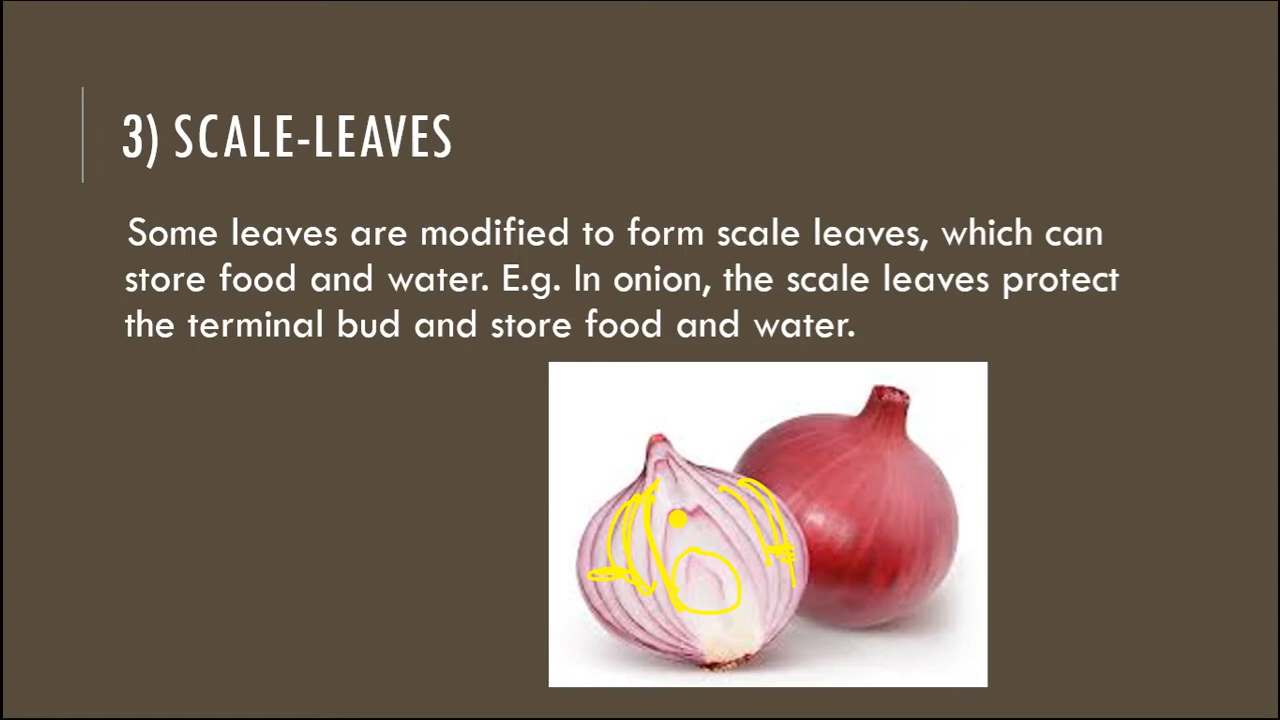 3) SCALE-LEAVES
Some leaves are modified to form scale leaves, which can
store food and water. E.g. In onion, the scale leaves protect
the terminal bud and store food and water.